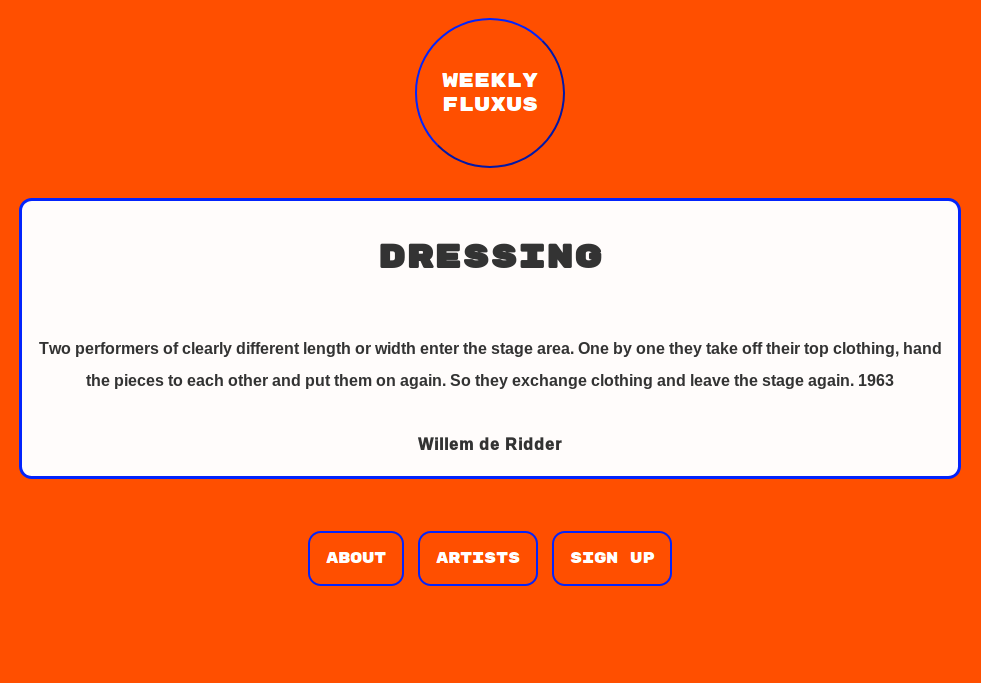 WEEKLY
FLUXUS
DRESSING
Two performers of clearly different length or width enter the stage area. One by one they take off their top clothing, hand
the pieces to each other and put them on again. So they exchange clothing and leave the stage again. 1963
Willem de Ridder
ABOUT
ARTISTS
SIGN UP